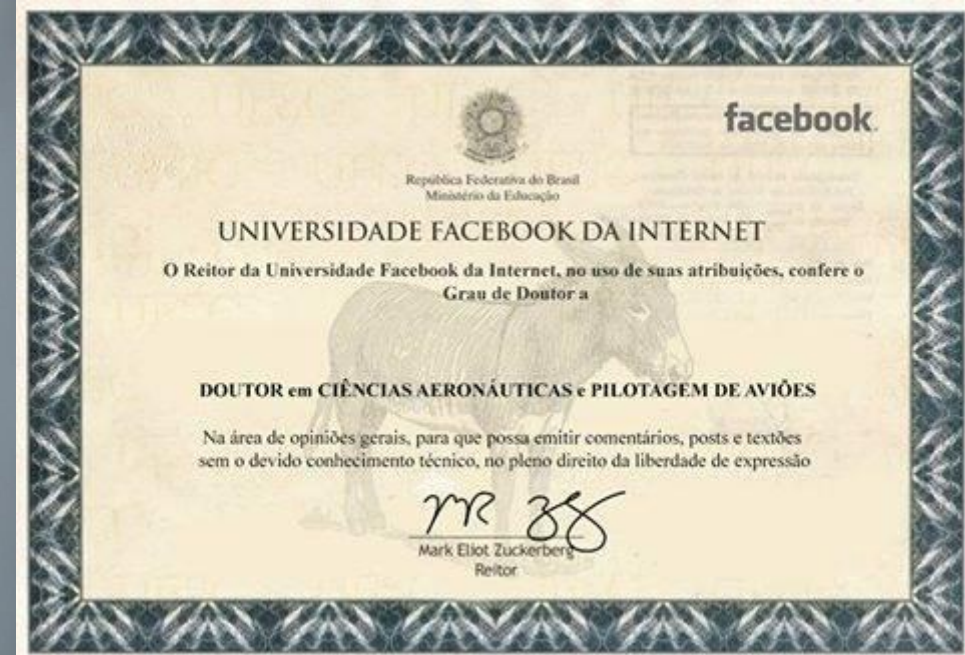 facebook
República Federativa do Brasil
Ministério da Educação
UNIVERSIDADE FACEBOOK DA INTERNET
O Reitor da Universidade Facebook da Internet, no uso de suas atribuições, confere o
Grau de Doutor a
DOUTOR em CIÊNCIAS AERONÁUTICAS e PILOTAGEM DE AVIÕES
Na área de opiniões gerais, para que possa emitir comentários, posts e textões
sem o devido conhecimento técnico, no pleno direito da liberdade de expressão
Mark Eliot Zuckerberg
Reitor